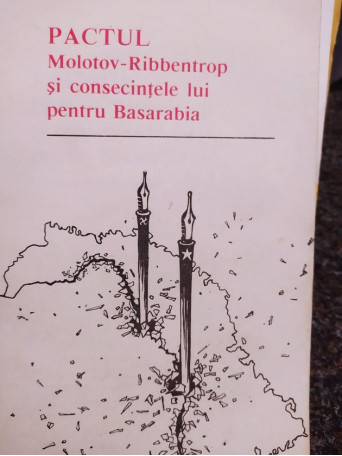 PACTUL
Molotov-Ribbentrop
și consecințele lui
pentru Basarabia